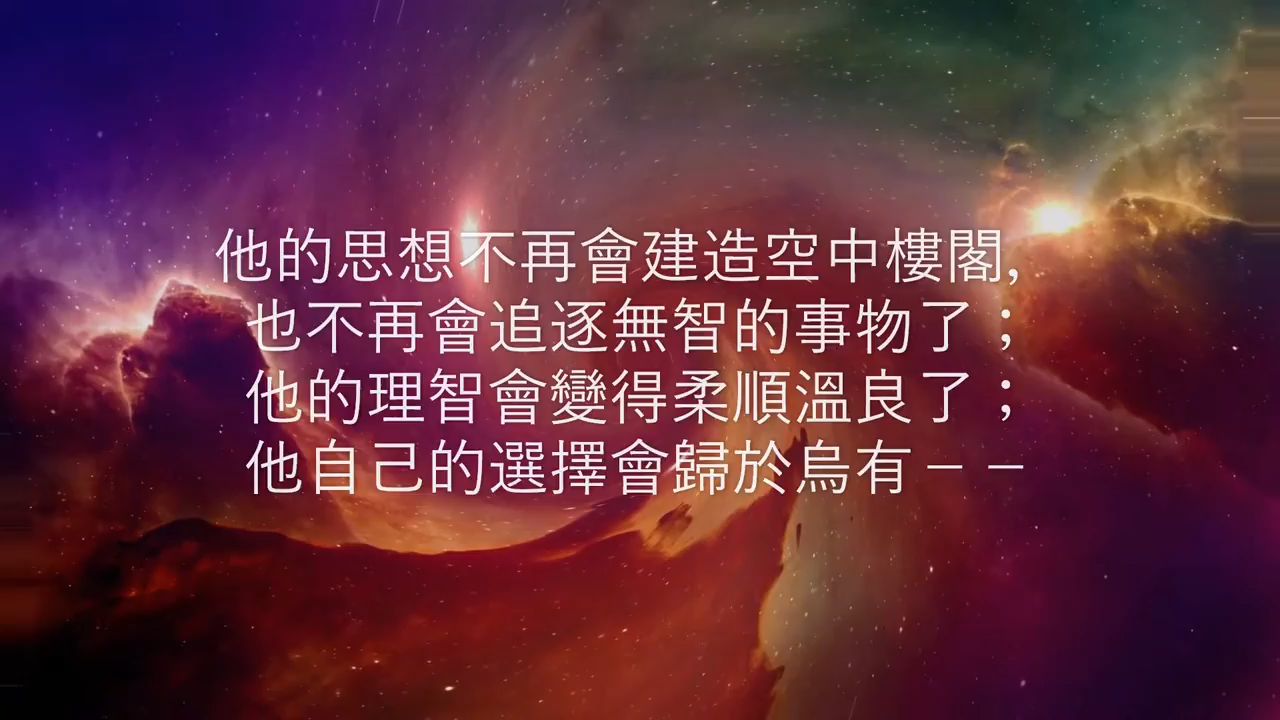 他的思想不再會建造空中樓閣,
也不再會追逐無智的事物了；
他的理智會變得柔順溫良了；
他自己的選擇會歸於烏有－－